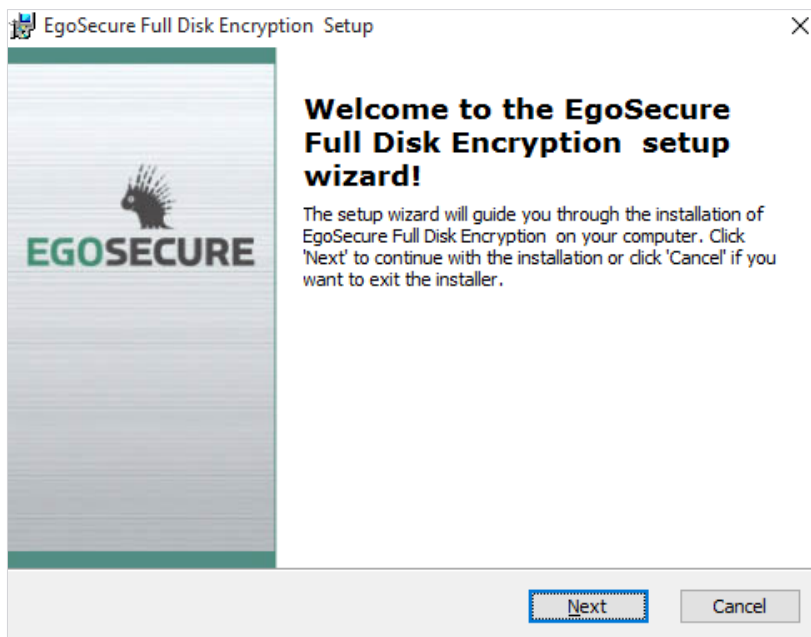 EgoSecure Full Disk Encryption  Setup
Welcome to the EgoSecure
Full Disk Encryption  setup
wizard!
The setup wizard will guide you through the installation of
EgoSecure Full Disk Encryption  on your computer. Click
'Next' to continue with the installation or click 'Cancel' if you
want to exit the installer.
EGOSECURE
Next
Cancel